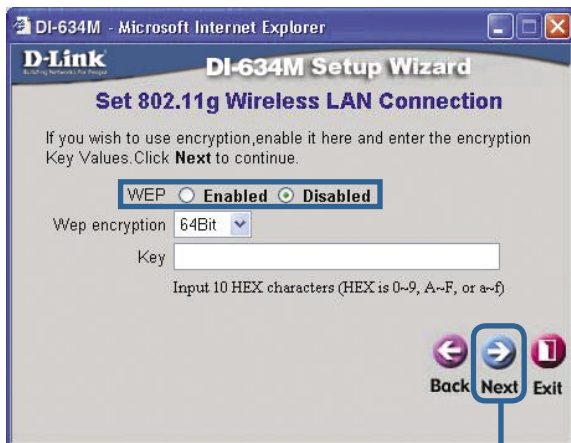 DI-634M - Microsoft Internet Explorer
D-Link
Building Networks for People
DI-634M Setup Wizard
Set 802.11g Wireless LAN Connection
If you wish to use encryption,enable it here and enter the encryption
Key Values.Click Next to continue.
WEP Enabled Disabled
Wep encryption 64Bit
Key
Input 10 HEX characters (HEX is 0~9, A~F, or a~f)
Back Next Exit